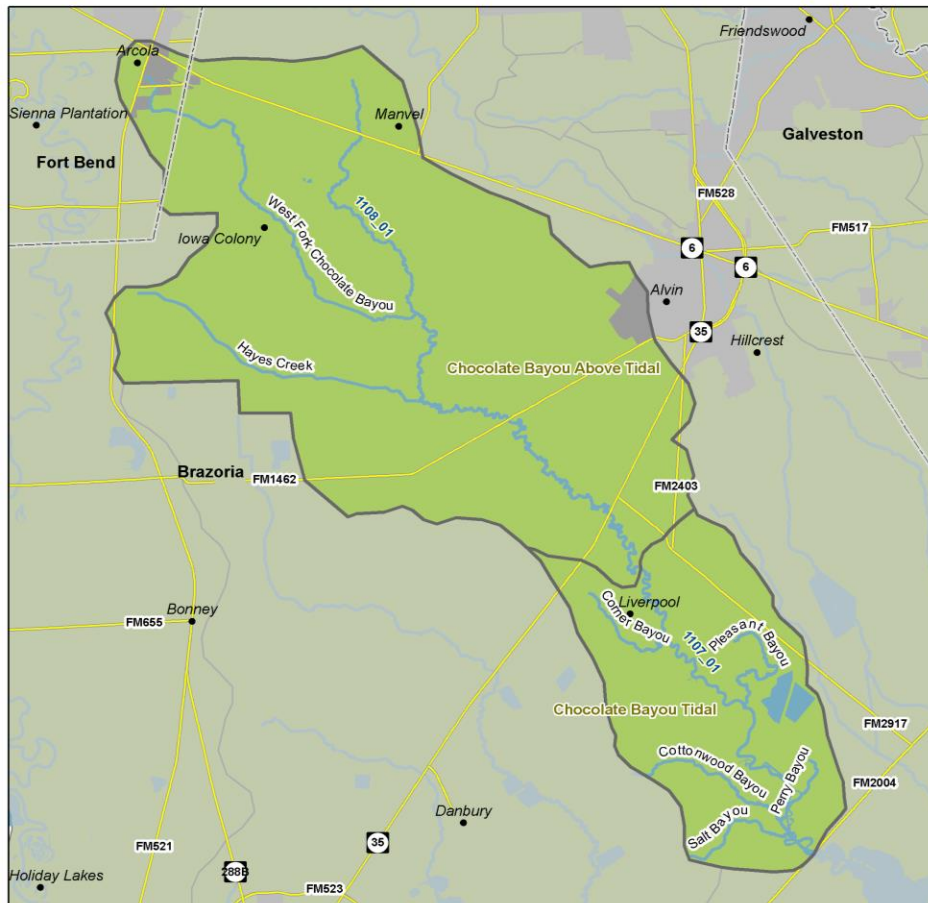 Friendswood
Arcola
Sienna Plantation
Manvel
Galveston
Fort Bend
FM528
1108_01
West Fork Chocolate Bayou
FM517
Iowa Colony
6
6
Alvin
35
Hillcrest
Hayes Creek
Chocolate Bayou Above Tidal
Brazoria
FM1462
FM2403
Liverpool
Corner Bayou
Bonney
FM655
1107_01
Pleasant Bayou
Chocolate Bayou Tidal
FM2917
Cottonwood Bayou
Perry Bayou
FM2004
Salt Bayou
Danbury
35
FM521
288B
FM523
Holiday Lakes